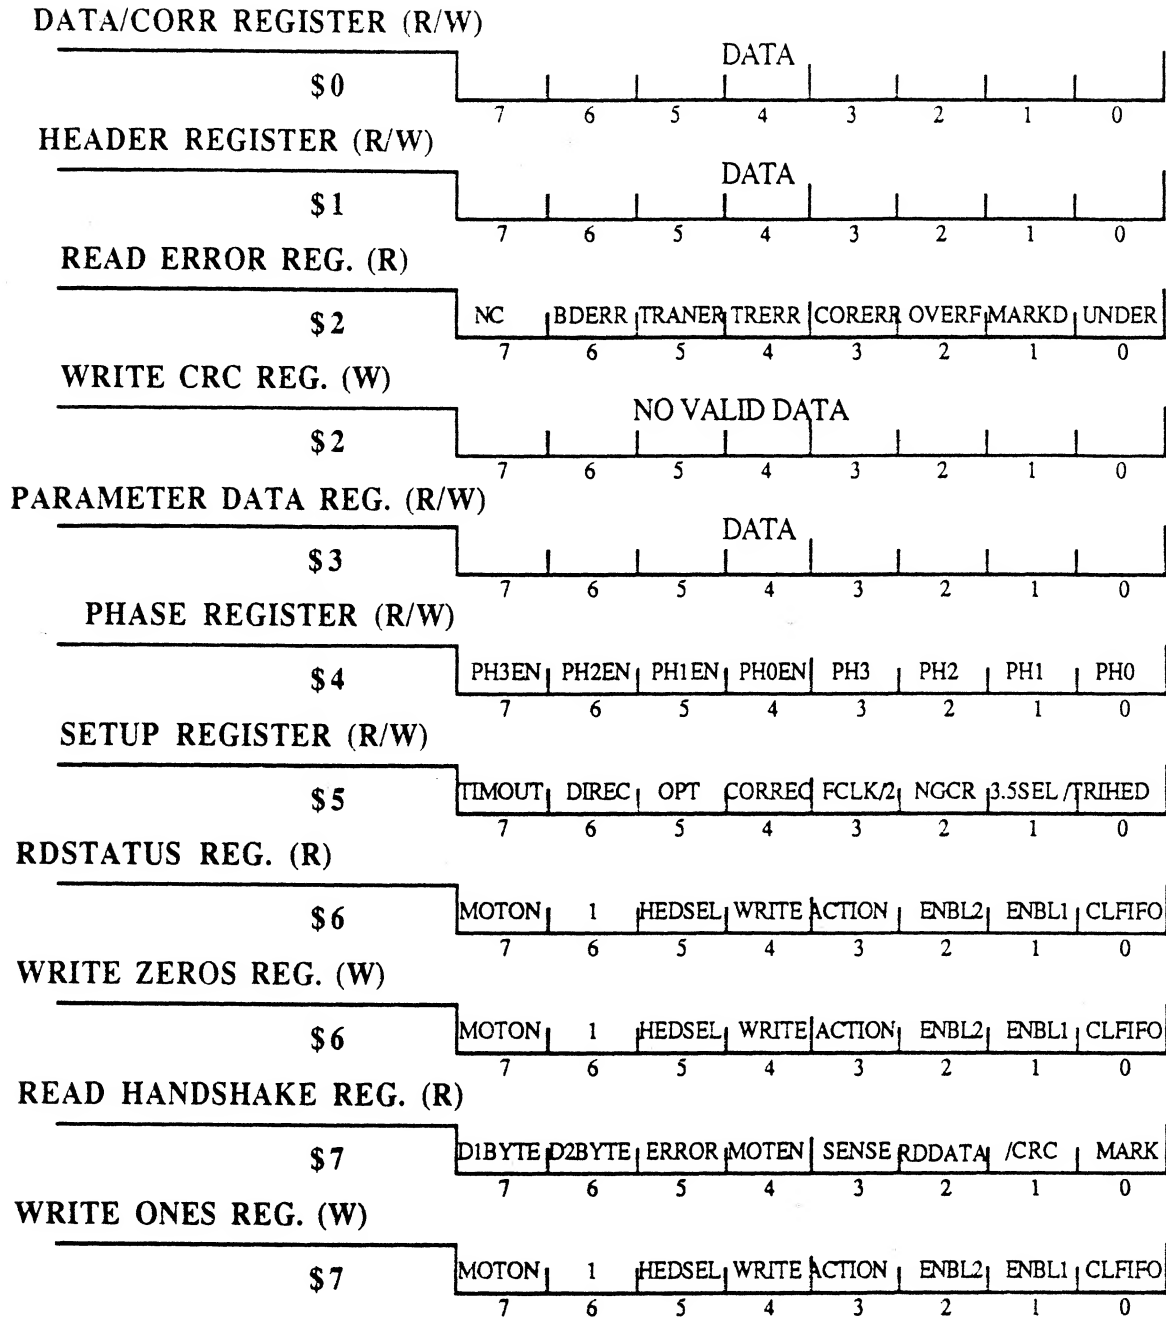 DATA/CORR REGISTER (R/W)
DATA
$0
7 6 5 4 3 2 1 0
HEADER REGISTER (R/W)
DATA
$1
7 6 5 4 3 2 1 0
READ ERROR REG. (R)
$2 NC BDERR TRANER TRERR CORERR OVERF MARKD UNDER
7 6 5 4 3 2 1 0
WRITE CRC REG. (W)
NO VALID DATA
$2
7 6 5 4 3 2 1 0
PARAMETER DATA REG. (R/W)
DATA
$3
7 6 5 4 3 2 1 0
PHASE REGISTER (R/W)
$4 PH3EN PH2EN PH1EN PH0EN PH3 PH2 PH1 PH0
7 6 5 4 3 2 1 0
SETUP REGISTER (R/W)
$5 TIMOUT DIREC OPT CORREC FCLK/2 NGCR 3.5SEL /TRIHED
7 6 5 4 3 2 1 0
RDSTATUS REG. (R)
$6 MOTON 1 HEDSEL WRITE ACTION ENBL2 ENBL1 CLFIFO
7 6 5 4 3 2 1 0
WRITE ZEROS REG. (W)
$6 MOTON 1 HEDSEL WRITE ACTION ENBL2 ENBL1 CLFIFO
7 6 5 4 3 2 1 0
READ HANDSHAKE REG. (R)
$7 D1BYTE D2BYTE ERROR MOTEN SENSE RDDATA /CRC MARK
7 6 5 4 3 2 1 0
WRITE ONES REG. (W)
$7 MOTON 1 HEDSEL WRITE ACTION ENBL2 ENBL1 CLFIFO
7 6 5 4 3 2 1 0